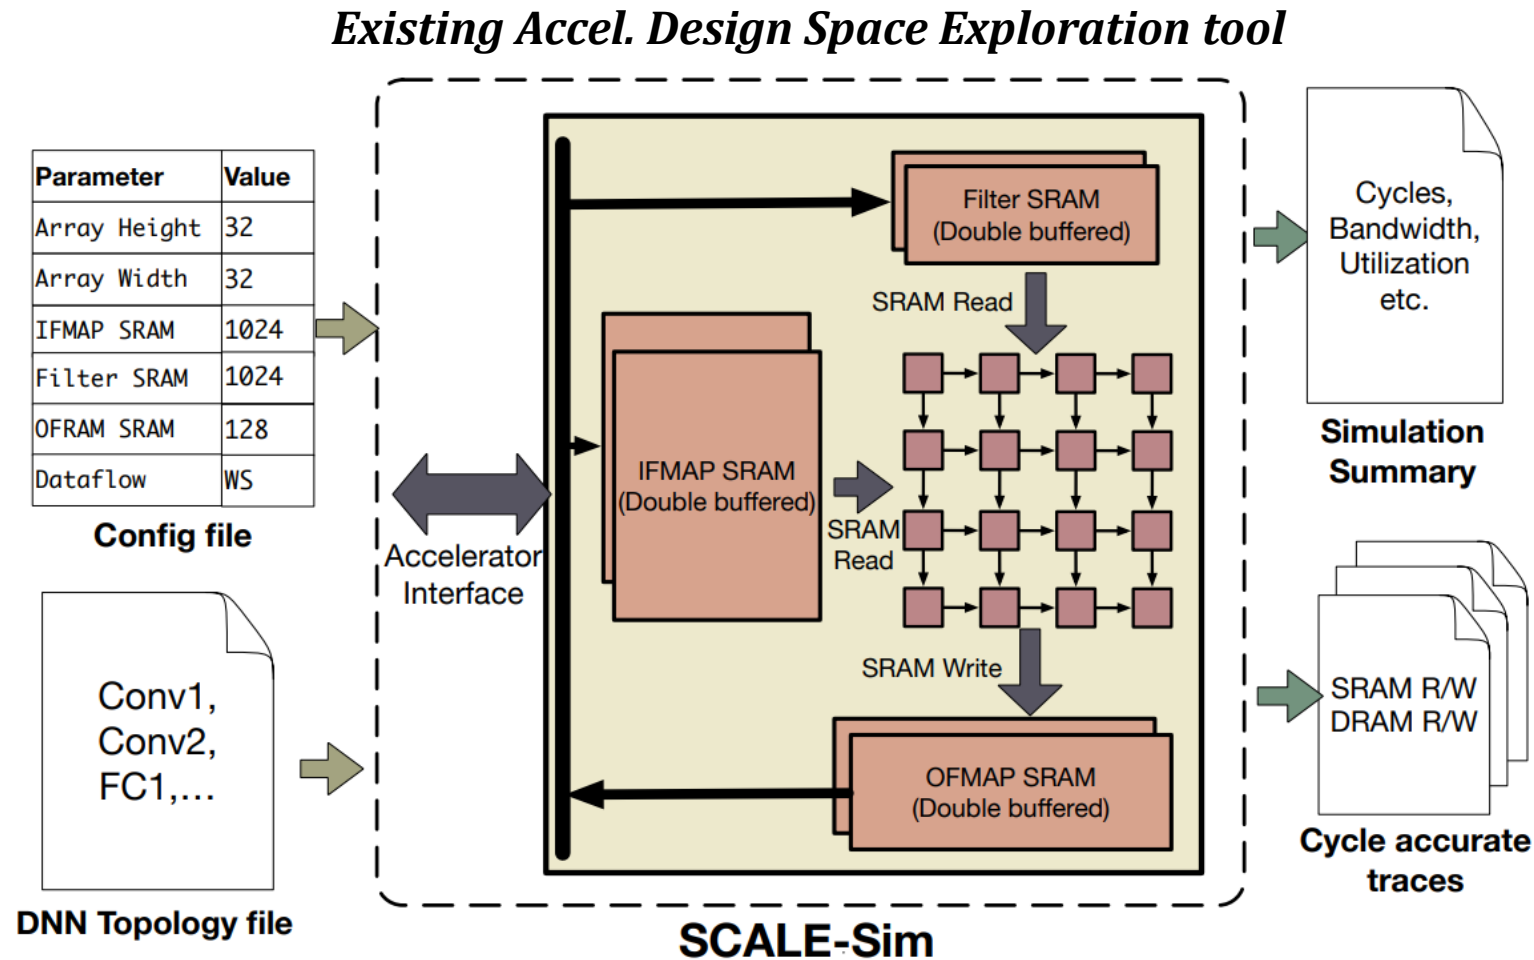 Existing Accel. Design Space Exploration tool
Parameter Value
Array Height 32
Array Width 32
IFMAP SRAM 1024
Filter SRAM 1024
OFRAM SRAM 128
Dataflow WS
Config file
Conv1,
Conv2,
FC1,...
DNN Topology file
Accelerator
Interface
Filter SRAM
(Double buffered)
SRAM Read
IFMAP SRAM
(Double buffered)
SRAM
Read
SRAM Write
OFMAP SRAM
(Double buffered)
SCALE-Sim
Cycles,
Bandwidth,
Utilization
etc.
Simulation
Summary
SRAM R/W
DRAM R/W
Cycle accurate
traces